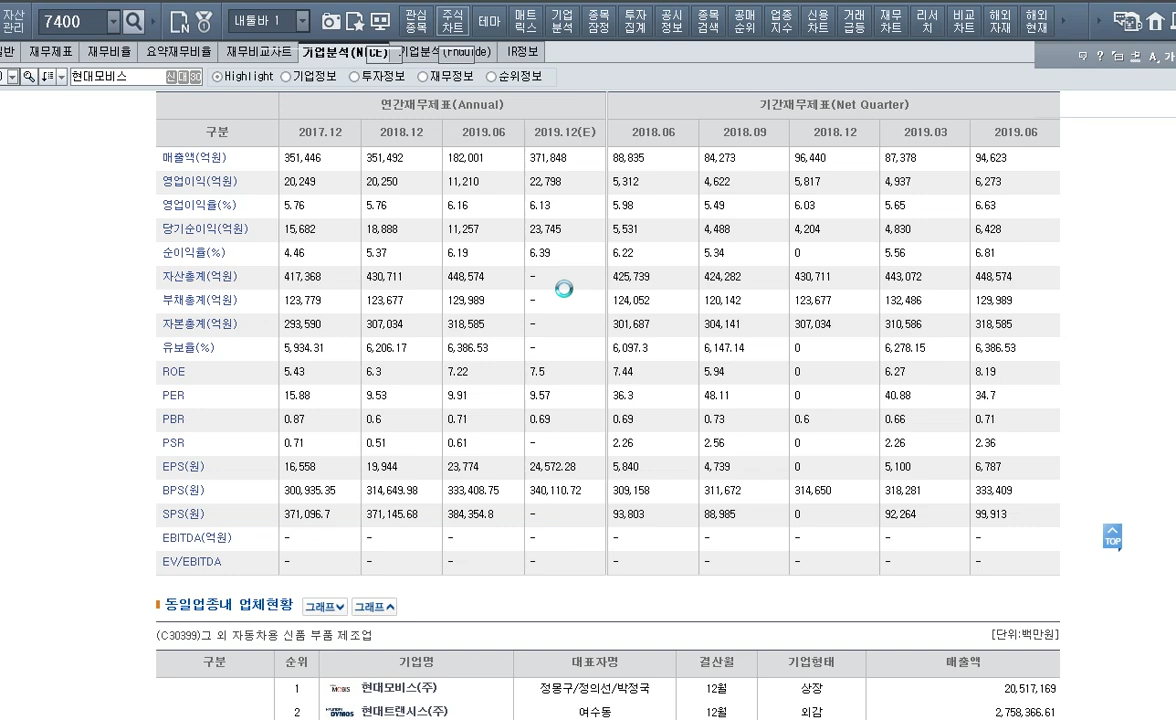 자산 관리 7400 내툴바 1 관심 종목 주식 차트 테마 매트 릭스 기업 분석 종목 잠정 투자 집계 공시 정보 종목 검색 공매 순위 업종 지수 신용 차트 거래 급등 재무 차트 리서 치 비교 차트 해외 자재 해외 현재
재무제표 재무비율 요약재무비율 재무비교차트 기업분석(NICE) IR정보
현대모비스 신 대 30 Highlight 기업정보 투자정보 재무정보 순위정보
연간재무제표(Annual) 기간재무제표(Net Quarter)
구분 2017.12 2018.12 2019.06 2019.12(E) 2018.06 2018.09 2018.12 2019.03 2019.06
매출액(억원) 351,446 351,492 182,001 371,848 88,835 84,273 96,440 87,378 94,623
영업이익(억원) 20,249 20,250 11,210 22,798 5,312 4,622 5,817 4,937 6,273
영업이익률(%) 5.76 5.76 6.16 6.13 5.98 5.49 6.03 5.65 6.63
당기순이익(억원) 15,682 18,888 11,257 23,745 5,531 4,488 4,204 4,830 6,428
순이익률(%) 4.46 5.37 6.19 6.39 6.22 5.34 0 5.56 6.81
자산총계(억원) 417,368 430,711 448,574 - 425,739 424,282 430,711 443,072 448,574
부채총계(억원) 123,779 123,677 129,989 - 124,052 120,142 123,677 132,486 129,989
자본총계(억원) 293,590 307,034 318,585 - 301,687 304,141 307,034 310,586 318,585
유보율(%) 5,934.31 6,206.17 6,386.53 - 6,097.3 6,147.14 0 6,278.15 6,386.53
ROE 5.43 6.3 7.22 7.5 7.44 5.94 0 6.27 8.19
PER 15.88 9.53 9.91 9.57 36.3 48.11 0 40.88 34.7
PBR 0.87 0.6 0.71 0.69 0.69 0.73 0.6 0.66 0.71
PSR 0.71 0.51 0.61 - 2.26 2.56 0 2.26 2.36
EPS(원) 16,558 19,944 23,774 24,572.28 5,840 4,739 0 5,100 6,787
BPS(원) 300,935.35 314,649.98 333,408.75 340,110.72 309,158 311,672 314,650 318,281 333,409
SPS(원) 371,096.7 371,145.68 384,354.8 - 93,803 88,985 0 92,264 99,913
EBITDA(억원) - - - - - - - - -
EV/EBITDA - - - - - - - - -
TOP
동일업종내 업체현황 그래프 그래프
(C30399)그 외 자동차용 신품 부품 제조업 [단위:백만원]
구분 순위 기업명 대표자명 결산월 기업형태 매출액
1 MOBIS 현대모비스(주) 정몽구/정의선/박정국 12월 상장 20,517,169
2 DYMOS 현대트랜시스(주) 여수동 12월 외감 2,758,366.61